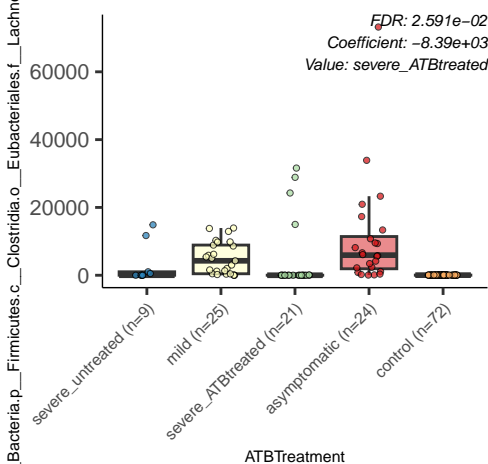 FDR: 2.591e−02
Coefficient: −8.39e+03
Value: severe_ATBtreated
_Bacteria.p__Firmicutes.c__Clostridia.o__Eubacteriales.f__Lachno
60000
40000
20000
0
severe_untreated (n=9)
mild (n=25)
severe_ATBtreated (n=21)
asymptomatic (n=24)
control (n=72)
ATBTreatment